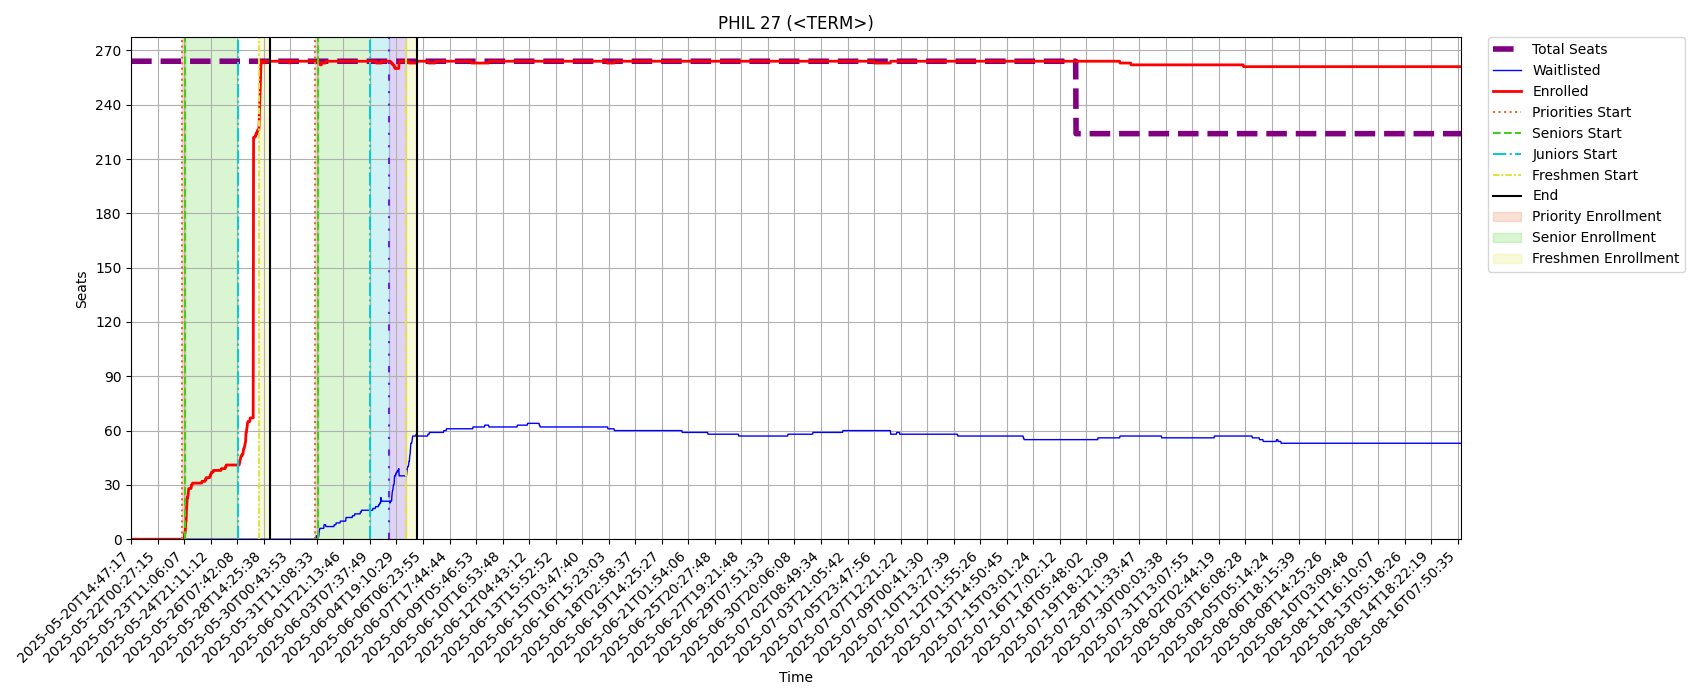 PHIL 27 (<TERM>)
270
240
210
180
150
120
90
60
30
0
Seats
2025-05-20T14:47:17
2025-05-22T00:27:15
2025-05-23T11:06:07
2025-05-24T21:11:12
2025-05-26T07:42:08
2025-05-28T14:25:38
2025-05-30T00:43:53
2025-05-31T11:08:33
2025-06-01T21:13:46
2025-06-03T07:37:49
2025-06-04T19:10:29
2025-06-06T06:23:55
2025-06-07T17:44:44
2025-06-09T05:46:53
2025-06-10T16:53:48
2025-06-12T04:43:12
2025-06-13T15:52:52
2025-06-15T03:47:40
2025-06-16T15:23:03
2025-06-18T02:58:37
2025-06-19T14:25:27
2025-06-21T01:54:06
2025-06-25T20:27:48
2025-06-27T19:21:48
2025-06-29T07:51:33
2025-06-30T20:06:08
2025-07-02T08:49:34
2025-07-03T21:05:42
2025-07-05T23:47:56
2025-07-07T12:21:22
2025-07-09T00:41:30
2025-07-10T13:27:39
2025-07-12T01:55:26
2025-07-13T14:50:45
2025-07-15T03:01:24
2025-07-16T17:02:12
2025-07-18T05:48:02
2025-07-19T18:12:09
2025-07-28T11:33:47
2025-07-30T00:03:38
2025-07-31T13:07:55
2025-08-02T02:44:19
2025-08-03T16:08:28
2025-08-05T05:14:24
2025-08-06T18:15:39
2025-08-08T14:25:26
2025-08-10T03:09:48
2025-08-11T16:10:07
2025-08-13T05:18:26
2025-08-14T18:22:19
2025-08-16T07:50:35
Time
Total Seats
Waitlisted
Enrolled
Priorities Start
Seniors Start
Juniors Start
Freshmen Start
End
Priority Enrollment
Senior Enrollment
Freshmen Enrollment